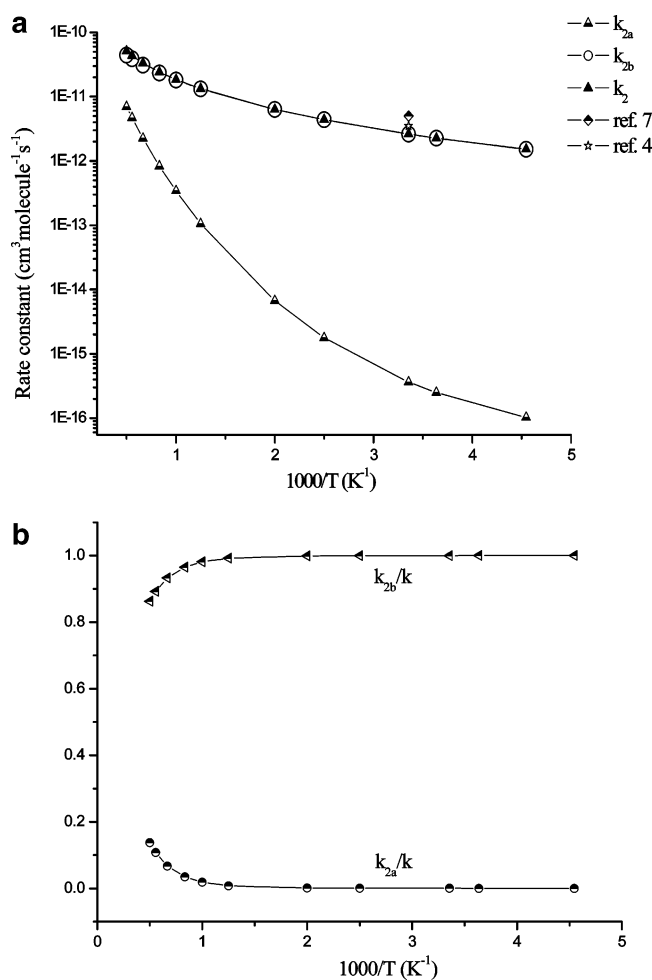 a
k2a
k2b
k2
ref. 7
ref. 4
1E-10
1E-11
1E-12
1E-13
1E-14
1E-15
1E-16
Rate constant (cm³molecule⁻¹s⁻¹)
1 2 3 4 5
1000/T (K⁻¹)
b
1.0
0.8
0.6
0.4
0.2
0.0
k2b/k
k2a/k
0 1 2 3 4 5
1000/T (K⁻¹)